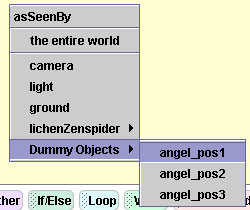 asSeenBy
the entire world
camera
light
ground
lichenZenspider
Dummy Objects
angel_pos1
angel_pos2
angel_pos3
If/Else
Loop